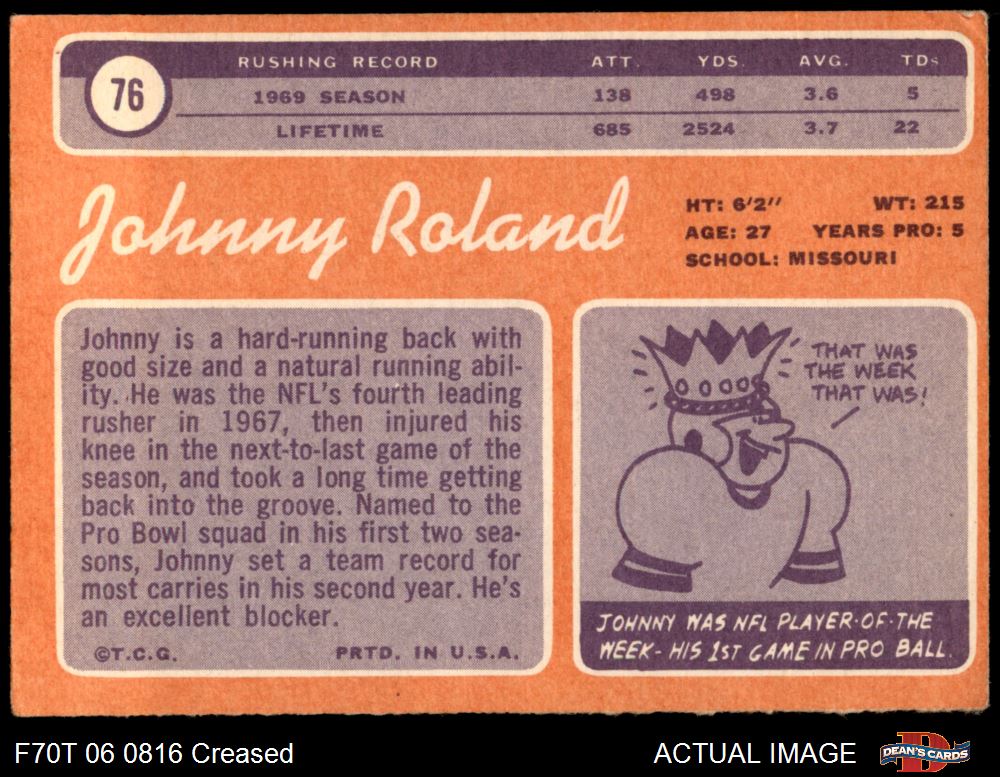 76
RUSHING RECORD ATT. YDS. AVG. TDs
1969 SEASON 138 498 3.6 5
LIFETIME 685 2524 3.7 22
Johnny Roland
HT: 6'2" WT: 215
AGE: 27 YEARS PRO: 5
SCHOOL: MISSOURI
Johnny is a hard-running back with
good size and a natural running abil-
ity. He was the NFL's fourth leading
rusher in 1967, then injured his
knee in the next-to-last game of the
season, and took a long time getting
back into the groove. Named to the
Pro Bowl squad in his first two sea-
sons, Johnny set a team record for
most carries in his second year. He's
an excellent blocker.
©T.C.G. PRTD. IN U.S.A.
THAT WAS
THE WEEK
THAT WAS!
JOHNNY WAS NFL PLAYER-OF-THE
WEEK- HIS 1ST GAME IN PRO BALL.
F70T 06 0816 Creased
ACTUAL IMAGE
DEAN'S CARDS